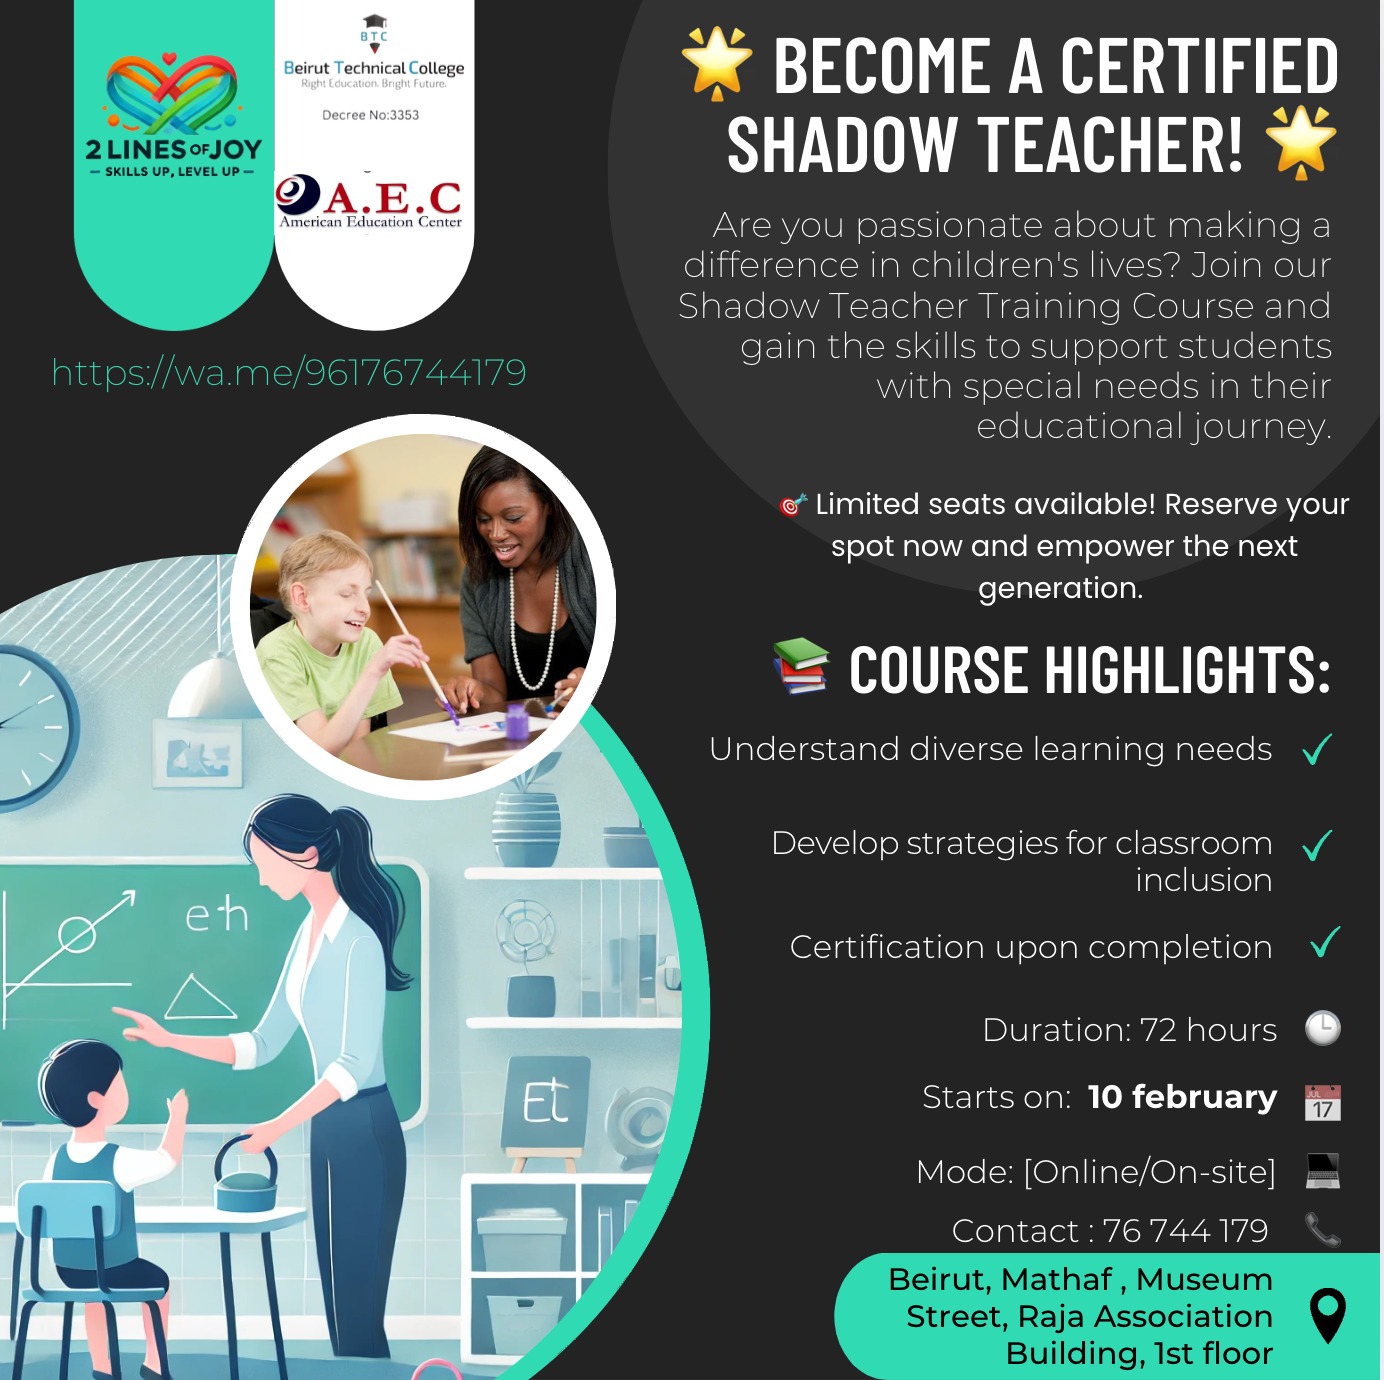 BTC
Beirut Technical College
Right Education. Bright Future.
Decree No:3353
2 LINES OF JOY
SKILLS UP, LEVEL UP
A.E.C
American Education Center
https://wa.me/96176744179
🌟 BECOME A CERTIFIED
SHADOW TEACHER! 🌟
Are you passionate about making a
difference in children's lives? Join our
Shadow Teacher Training Course and
gain the skills to support students
with special needs in their
educational journey.
🎯 Limited seats available! Reserve your
spot now and empower the next
generation.
📚 COURSE HIGHLIGHTS:
Understand diverse learning needs ✓
Develop strategies for classroom ✓
inclusion
Certification upon completion ✓
Duration: 72 hours
Starts on: 10 february
JUL 17
Mode: [Online/On-site]
Contact : 76 744 179
Beirut, Mathaf , Museum
Street, Raja Association
Building, 1st floor
eh
Et